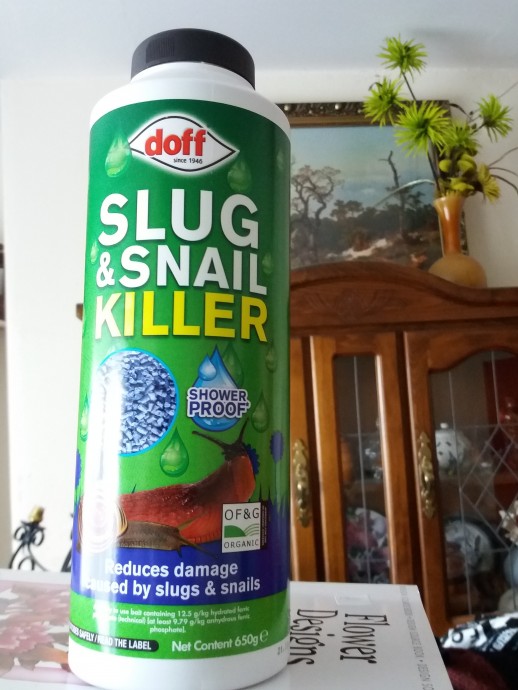 doff
since 1946
SLUG
& SNAIL
KILLER
SHOWER
PROOF*
OF&G
ORGANIC
Reduces damage
caused by slugs & snails
to use bait containing 12.5 g/kg hydrated ferric
(technical) [at least 9.79 g/kg anhydrous ferric
phosphate].
SAFELY / READ THE LABEL
Net Content 650g e
Flower
Designs